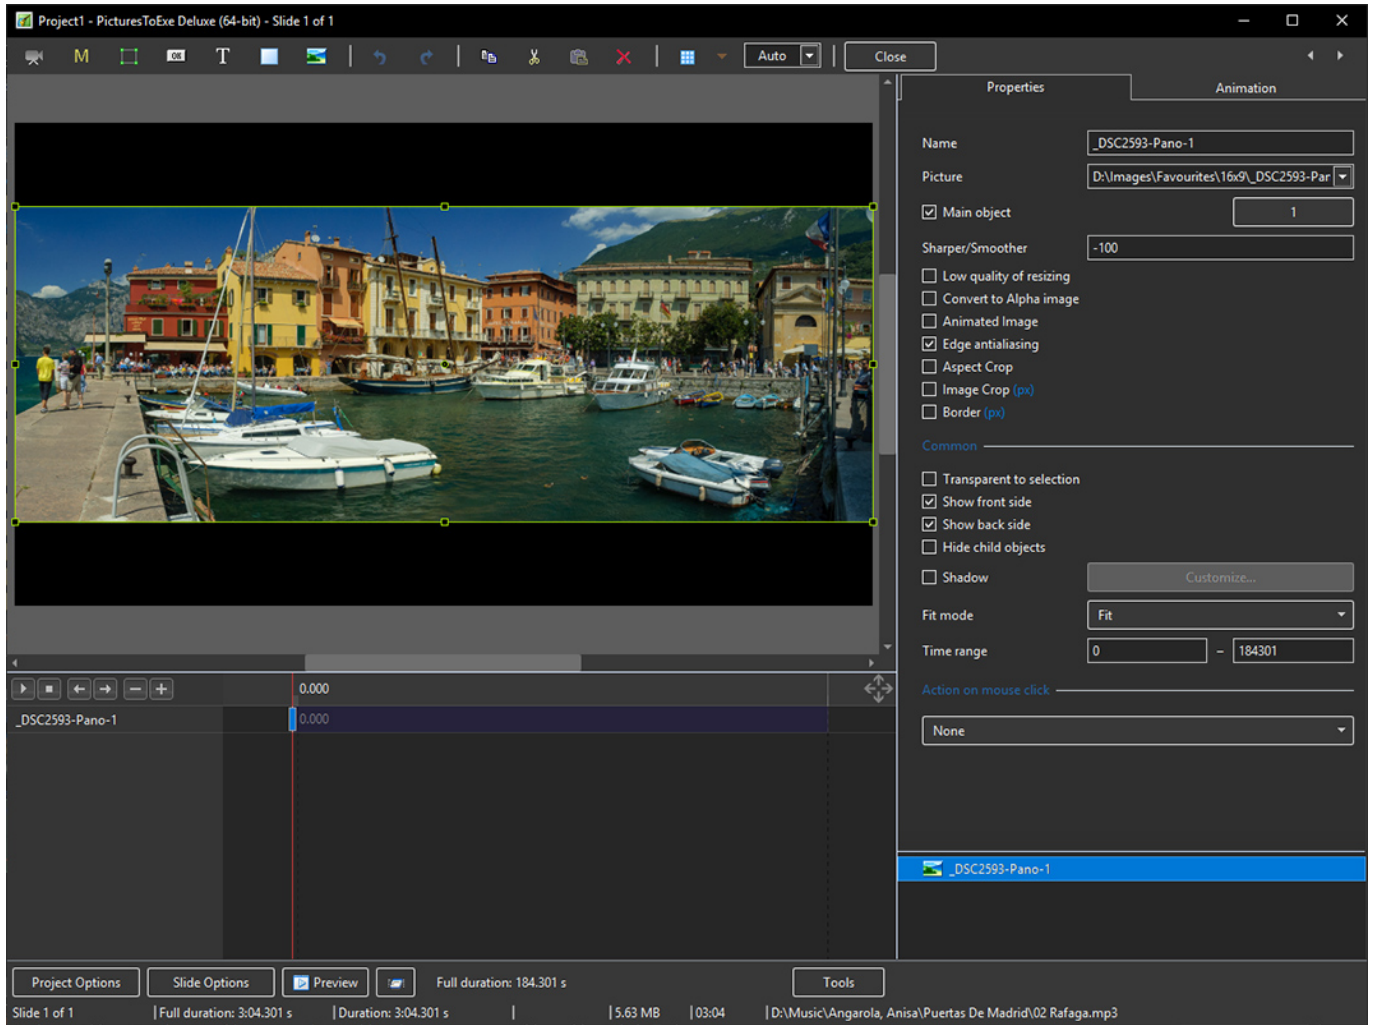 Project1 - PicturesToExe Deluxe (64-bit) - Slide 1 of 1
M OK T Auto Close
Properties Animation
Name _DSC2593-Pano-1
Picture D:\Images\Favourites\16x9\_DSC2593-Par
Main object 1
Sharper/Smoother -100
Low quality of resizing
Convert to Alpha image
Animated Image
Edge antialiasing
Aspect Crop
Image Crop (px)
Border (px)
Common
Transparent to selection
Show front side
Show back side
Hide child objects
Shadow Customize...
Fit mode Fit
Time range 0 – 184301
Action on mouse click
None
0.000
_DSC2593-Pano-1 0.000
_DSC2593-Pano-1
Project Options Slide Options Preview Full duration: 184.301 s Tools
Slide 1 of 1 |Full duration: 3:04.301 s |Duration: 3:04.301 s | |5.63 MB |03:04 |D:\Music\Angarola, Anisa\Puertas De Madrid\02 Rafaga.mp3